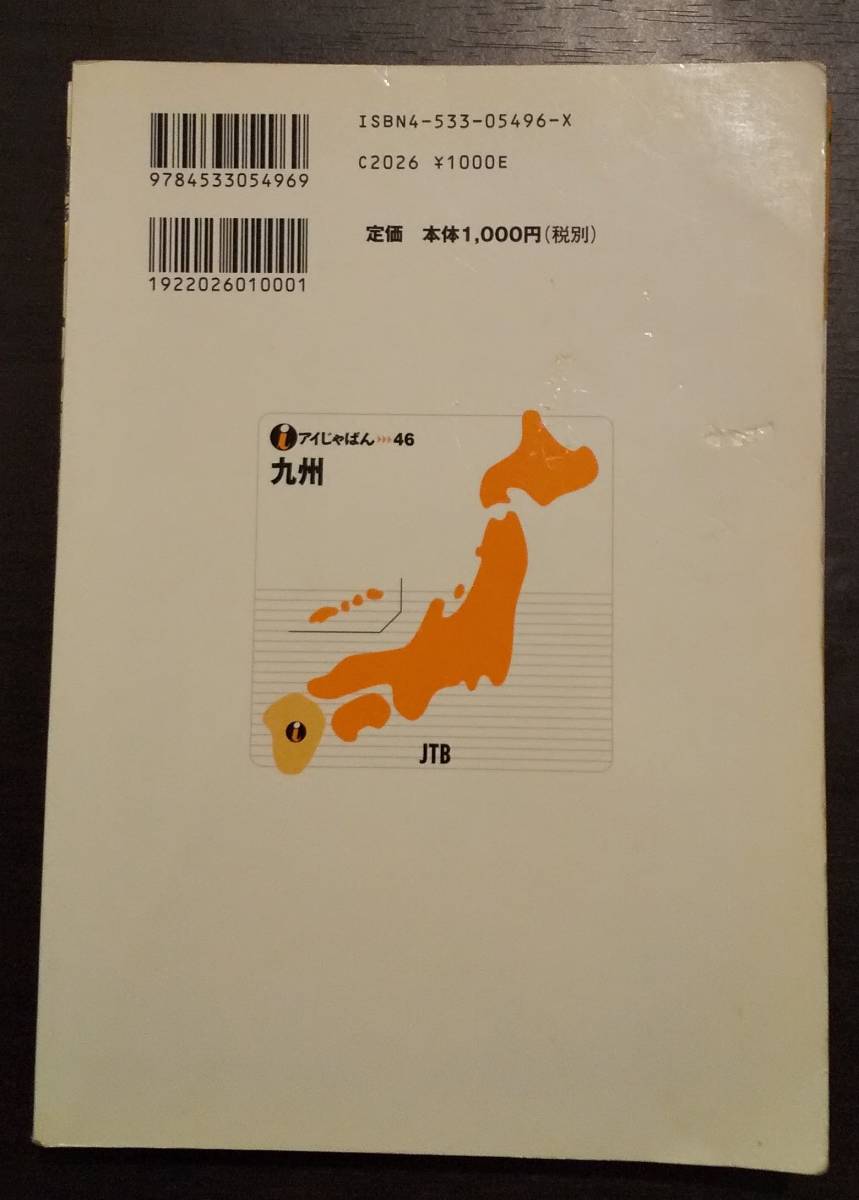 ISBN4-533-05496-X
9784533054969
C2026 ¥1000E
定価 本体1,000円(税別)
1922026010001
i アイじゃぱん›››46
九州
i
JTB